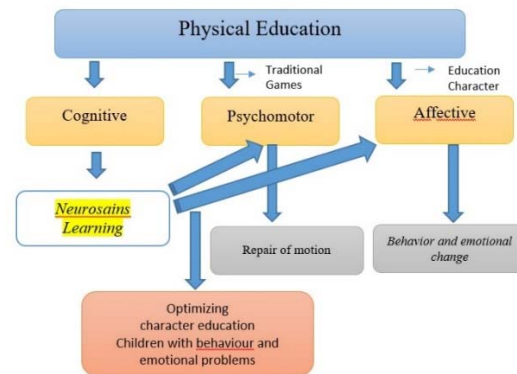 Physical Education
Traditional
Games
Education
Character
Cognitive
Psychomotor
Affective
Neurosains
Learning
Repair of motion
Behavior and emotional
change
Optimizing
character education
Children with behaviour and
emotional problems